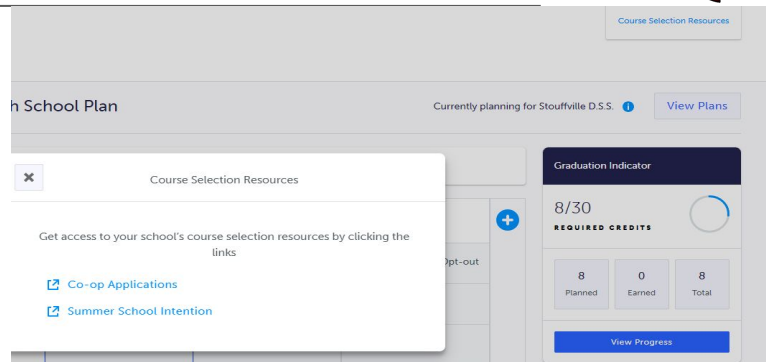 Course Selection Resources
h School Plan
Currently planning for Stouffville D.S.S.
View Plans
Course Selection Resources
Get access to your school's course selection resources by clicking the
links
Co-op Applications
Summer School Intention
Opt-out
Graduation Indicator
8/30
REQUIRED CREDITS
8
0
8
Planned
Earned
Total
View Progress